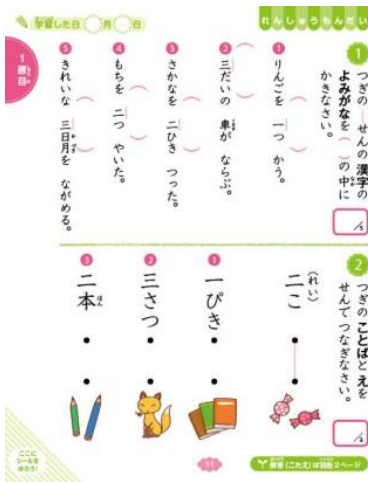 れんしゅうもんだい
学習した日 月 日
1週目
1
つぎの―せんの漢字の
よみがなを( )の中に
かきなさい。
/5
1 りんごを 一つ かう。
2 三だいの 車が ならぶ。
3 さかなを 二ひき つった。
4 もちを 二つ やいた。
5 きれいな 三日月を ながめる。
2
つぎの ことばと えを
せんで つなぎなさい。
/3
(れい)
二こ
1 一ぴき
2 三さつ
3 二本
ここに
シールを
はろう!
11
解答(こたえ)は別冊2ページ